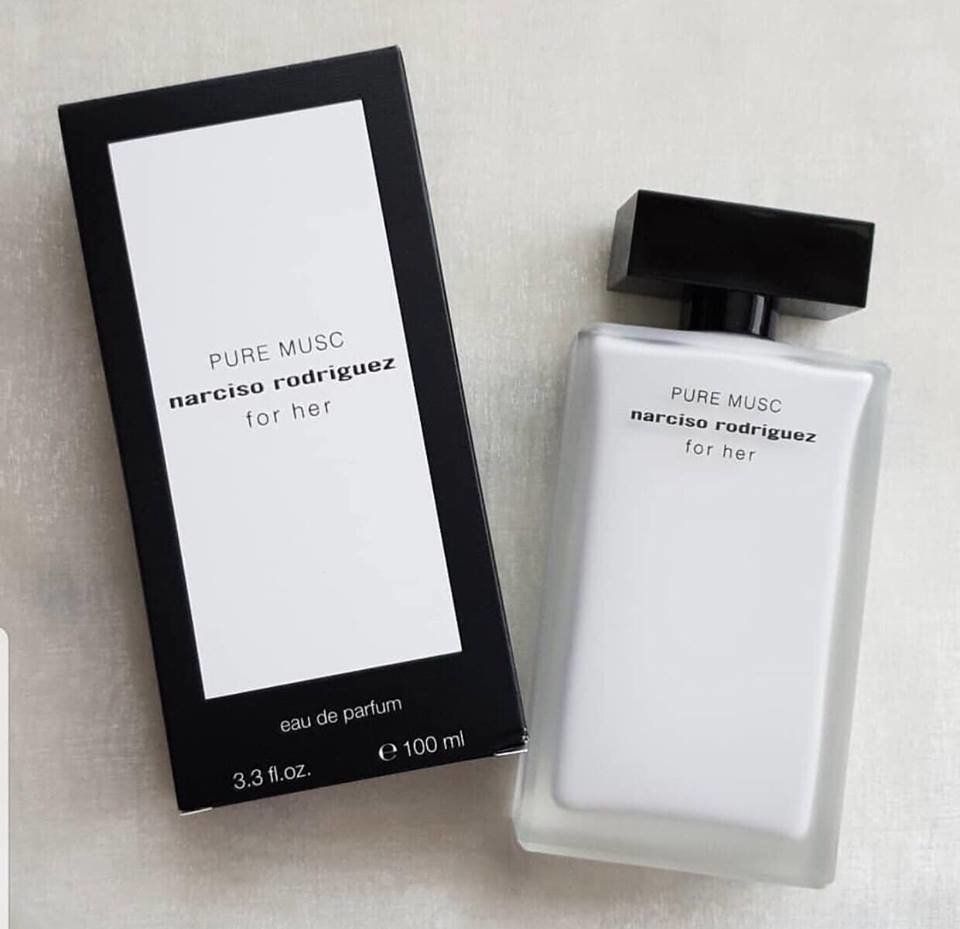 PURE MUSC
narciso rodriguez
for her
eau de parfum
3.3 fl.oz. ℮ 100 ml
PURE MUSC
narciso rodriguez
for her